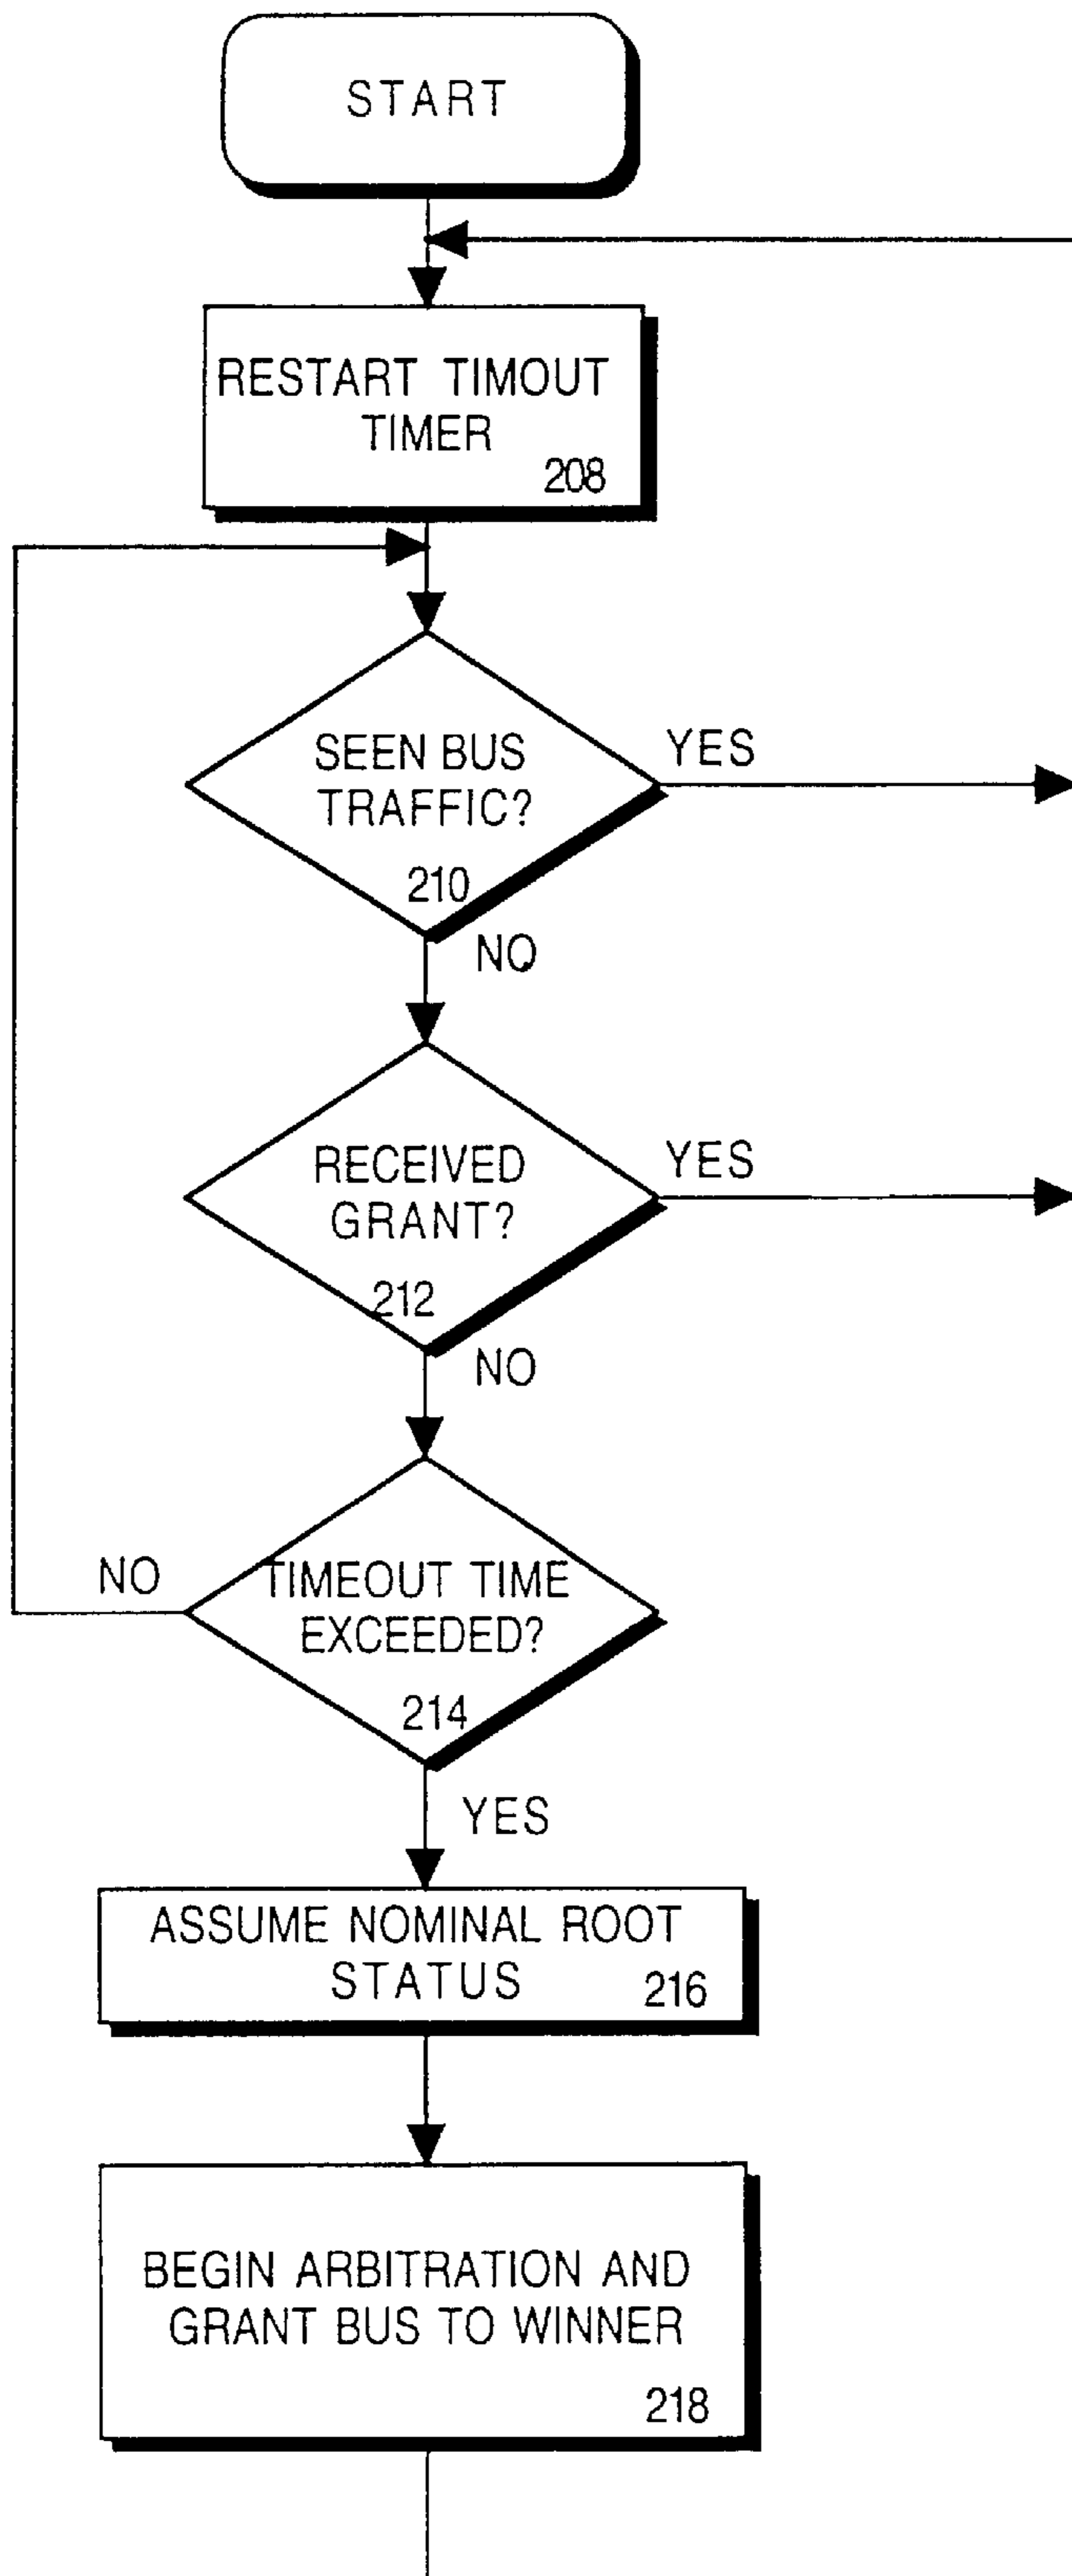 START
RESTART TIMOUT
TIMER
208
SEEN BUS
TRAFFIC?
210
YES
NO
RECEIVED
GRANT?
212
YES
NO
TIMEOUT TIME
EXCEEDED?
214
NO
YES
ASSUME NOMINAL ROOT
STATUS 216
BEGIN ARBITRATION AND
GRANT BUS TO WINNER
218